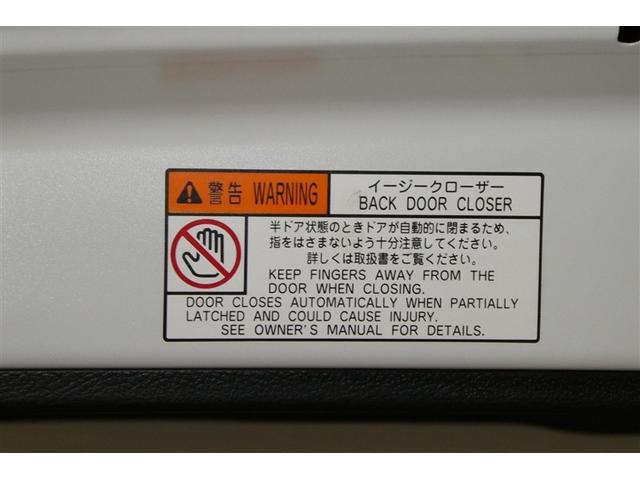 警告 WARNING
イージークローザー
BACK DOOR CLOSER
半ドア状態のときドアが自動的に閉まるため、
指をはさまないよう十分注意してください。
詳しくは取扱書をご覧ください。
KEEP FINGERS AWAY FROM THE
DOOR WHEN CLOSING.
DOOR CLOSES AUTOMATICALLY WHEN PARTIALLY
LATCHED AND COULD CAUSE INJURY.
SEE OWNER'S MANUAL FOR DETAILS.